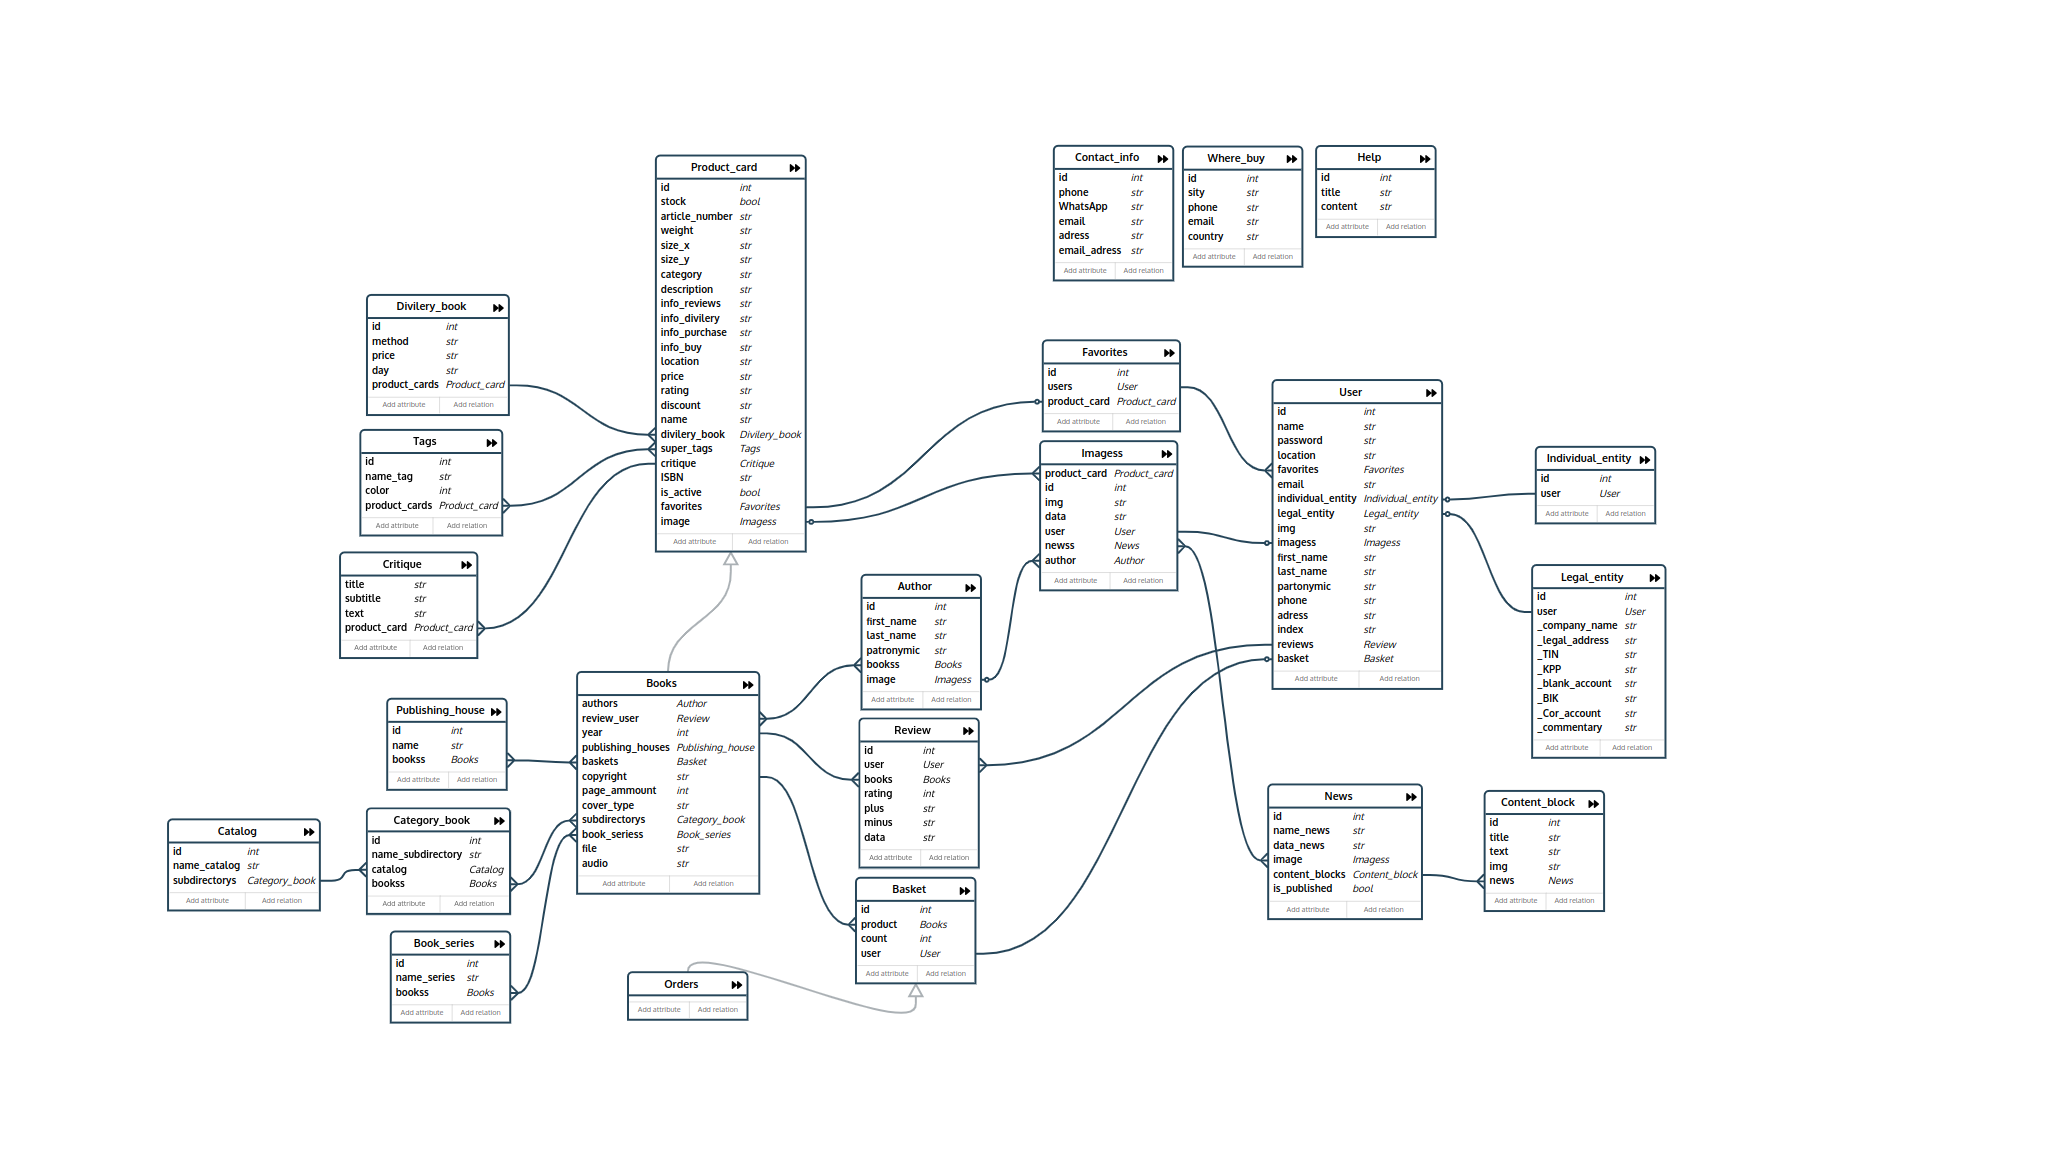 Product_card
id int
stock bool
article_number str
weight str
size_x str
size_y str
category str
description str
info_reviews str
info_divilery str
info_purchase str
info_buy str
location str
price str
rating str
discount str
name str
divilery_book Divilery_book
super_tags Tags
critique Critique
ISBN str
is_active bool
favorites Favorites
image Imagess
Add attribute Add relation
Contact_info
id int
phone str
WhatsApp str
email str
adress str
email_adress str
Add attribute Add relation
Where_buy
id int
sity str
phone str
email str
country str
Add attribute Add relation
Help
id int
title str
content str
Add attribute Add relation
Divilery_book
id int
method str
price str
day str
product_cards Product_card
Add attribute Add relation
Tags
id int
name_tag str
color int
product_cards Product_card
Add attribute Add relation
Critique
title str
subtitle str
text str
product_card Product_card
Add attribute Add relation
Favorites
id int
users User
product_card Product_card
Add attribute Add relation
Imagess
product_card Product_card
id int
img str
data str
user User
newss News
author Author
Add attribute Add relation
User
id int
name str
password str
location str
favorites Favorites
email str
individual_entity Individual_entity
legal_entity Legal_entity
img str
imagess Imagess
first_name str
last_name str
partonymic str
phone str
adress str
index str
reviews Review
basket Basket
Add attribute Add relation
Individual_entity
id int
user User
Add attribute Add relation
Legal_entity
id int
user User
_company_name str
_legal_address str
_TIN str
_KPP str
_blank_account str
_BIK str
_Cor_account str
_commentary str
Add attribute Add relation
Author
id int
first_name str
last_name str
patronymic str
bookss Books
image Imagess
Add attribute Add relation
Books
authors Author
review_user Review
year int
publishing_houses Publishing_house
baskets Basket
copyright str
page_ammount int
cover_type str
subdirectorys Category_book
book_seriess Book_series
file str
audio str
Add attribute Add relation
Publishing_house
id int
name str
bookss Books
Add attribute Add relation
Review
id int
user User
books Books
rating int
plus str
minus str
data str
Add attribute Add relation
Catalog
id int
name_catalog str
subdirectorys Category_book
Add attribute Add relation
Category_book
id int
name_subdirectory str
catalog Catalog
bookss Books
Add attribute Add relation
News
id int
name_news str
data_news str
image Imagess
content_blocks Content_block
is_published bool
Add attribute Add relation
Content_block
id int
title str
text str
img str
news News
Add attribute Add relation
Basket
id int
product Books
count int
user User
Add attribute Add relation
Book_series
id int
name_series str
bookss Books
Add attribute Add relation
Orders
Add attribute Add relation